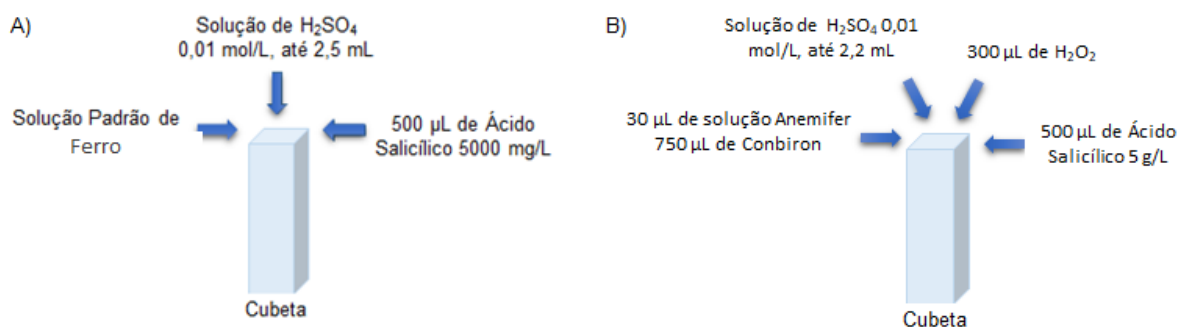 A)
Solução de H₂SO₄
0,01 mol/L, até 2,5 mL
Solução Padrão de
Ferro
500 µL de Ácido
Salicílico 5000 mg/L
Cubeta
B)
Solução de H₂SO₄ 0,01
mol/L, até 2,2 mL
300 µL de H₂O₂
30 µL de solução Anemifer
750 µL de Conbiron
500 µL de Ácido
Salicílico 5 g/L
Cubeta